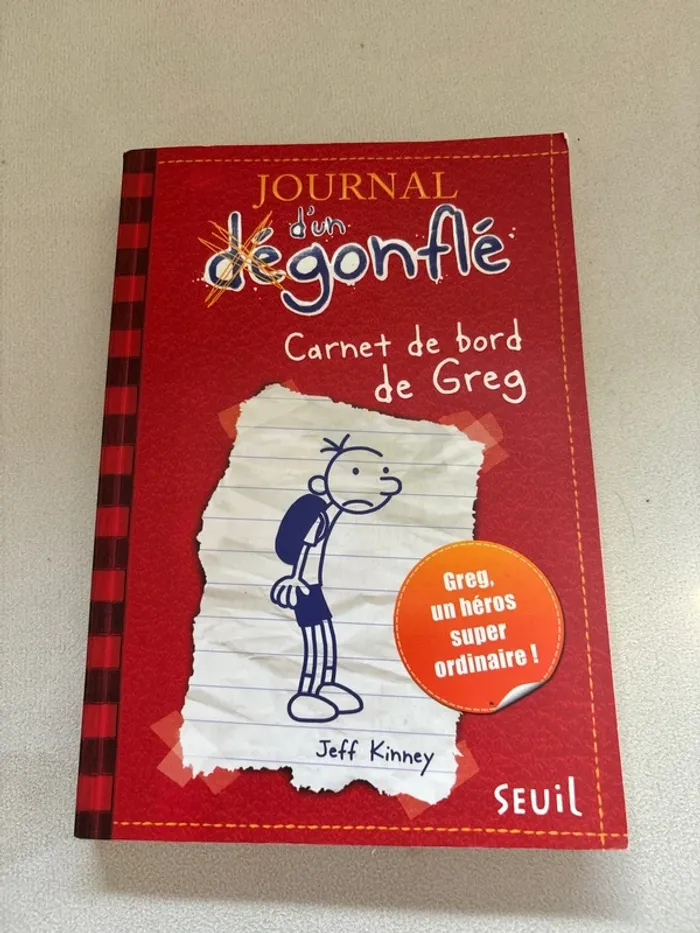 JOURNAL
d'un
dégonflé
Carnet de bord
de Greg
Greg,
un héros
super
ordinaire !
Jeff Kinney
SEUIL